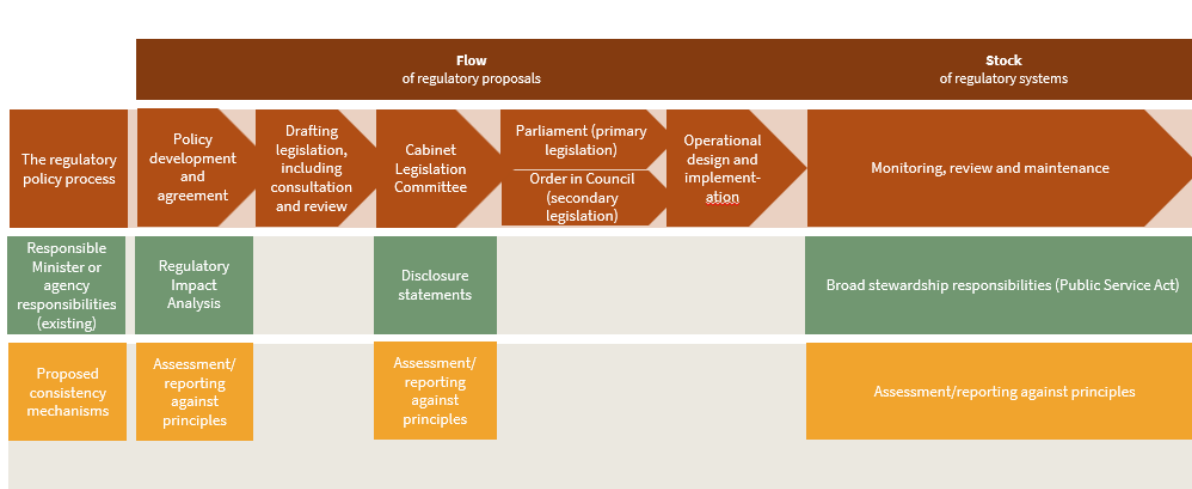 Flow
of regulatory proposals
Stock
of regulatory systems
The regulatory
policy process
Policy
development
and
agreement
Drafting
legislation,
including
consultation
and review
Cabinet
Legislation
Committee
Parliament (primary
legislation)
Order in Council
(secondary
legislation)
Operational
design and
implement-
ation
Monitoring, review and maintenance
Responsible
Minister or
agency
responsibilities
(existing)
Regulatory
Impact
Analysis
Disclosure
statements
Broad stewardship responsibilities (Public Service Act)
Proposed
consistency
mechanisms
Assessment/
reporting
against
principles
Assessment/
reporting
against
principles
Assessment/reporting against principles